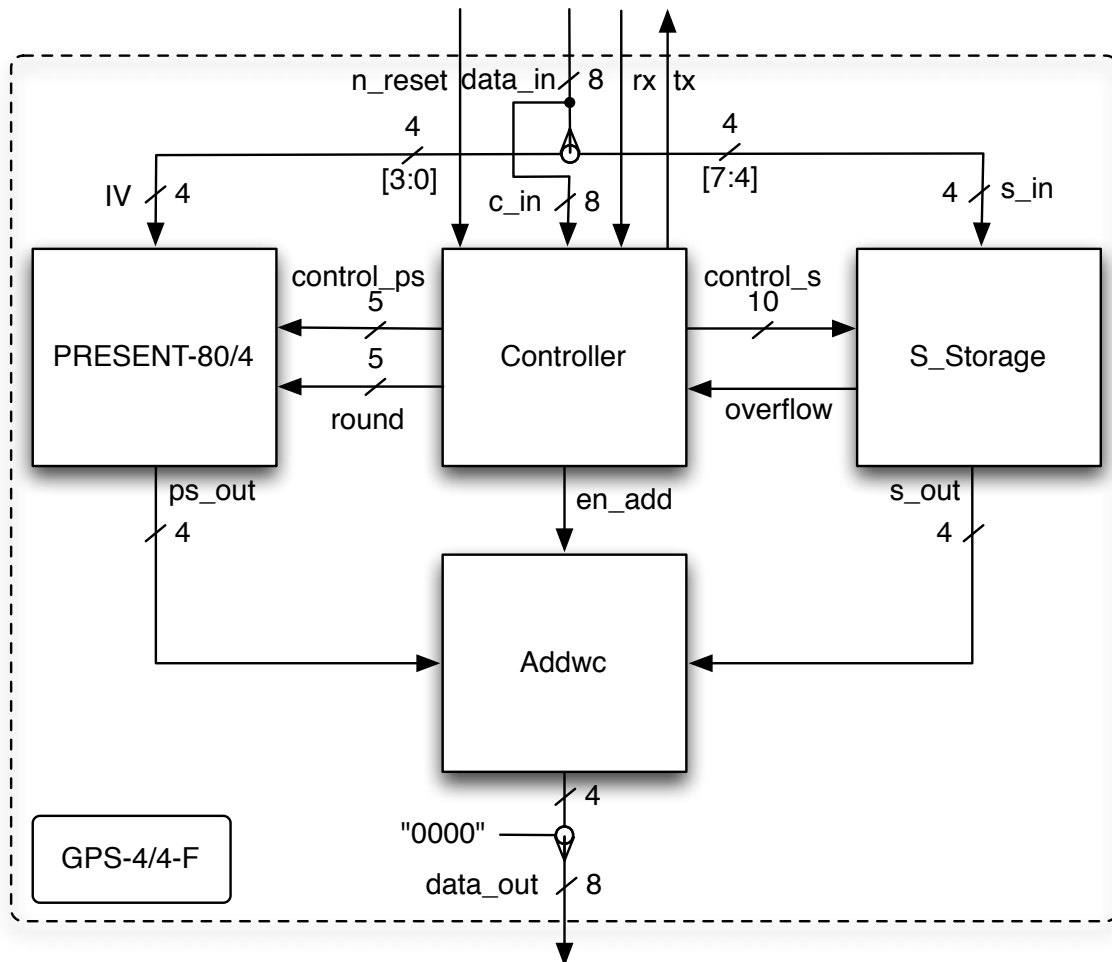 n_reset
data_in
8
rx
tx
4
[3:0]
4
[7:4]
IV
4
c_in
8
4
s_in
control_ps
5
control_s
10
PRESENT-80/4
Controller
S_Storage
5
round
overflow
ps_out
4
en_add
s_out
4
Addwc
4
"0000"
GPS-4/4-F
data_out
8